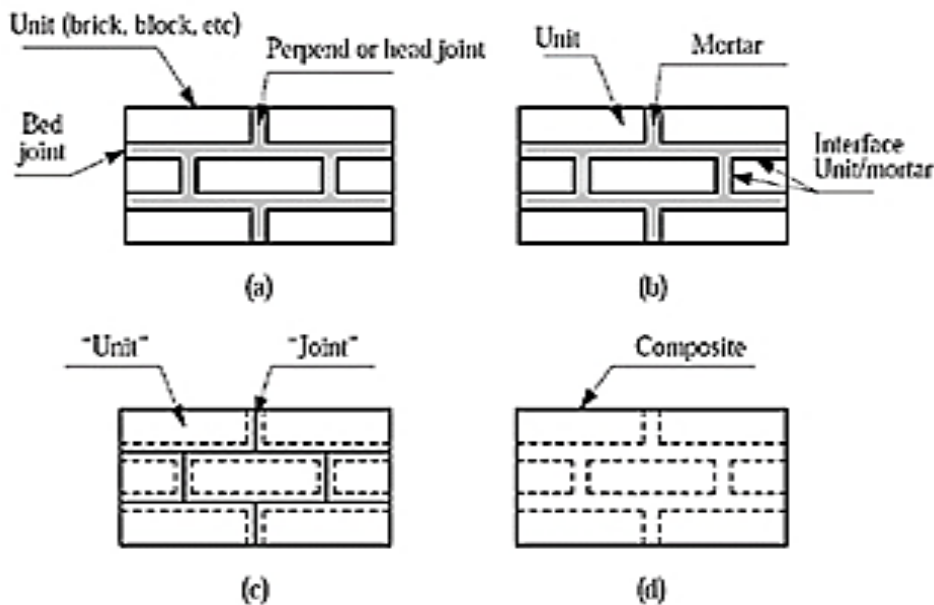 Unit (brick, block, etc)
Perpend or head joint
Bed
joint
(a)
Unit
Mortar
Interface
Unit/mortar
(b)
"Unit"
"Joint"
(c)
Composite
(d)